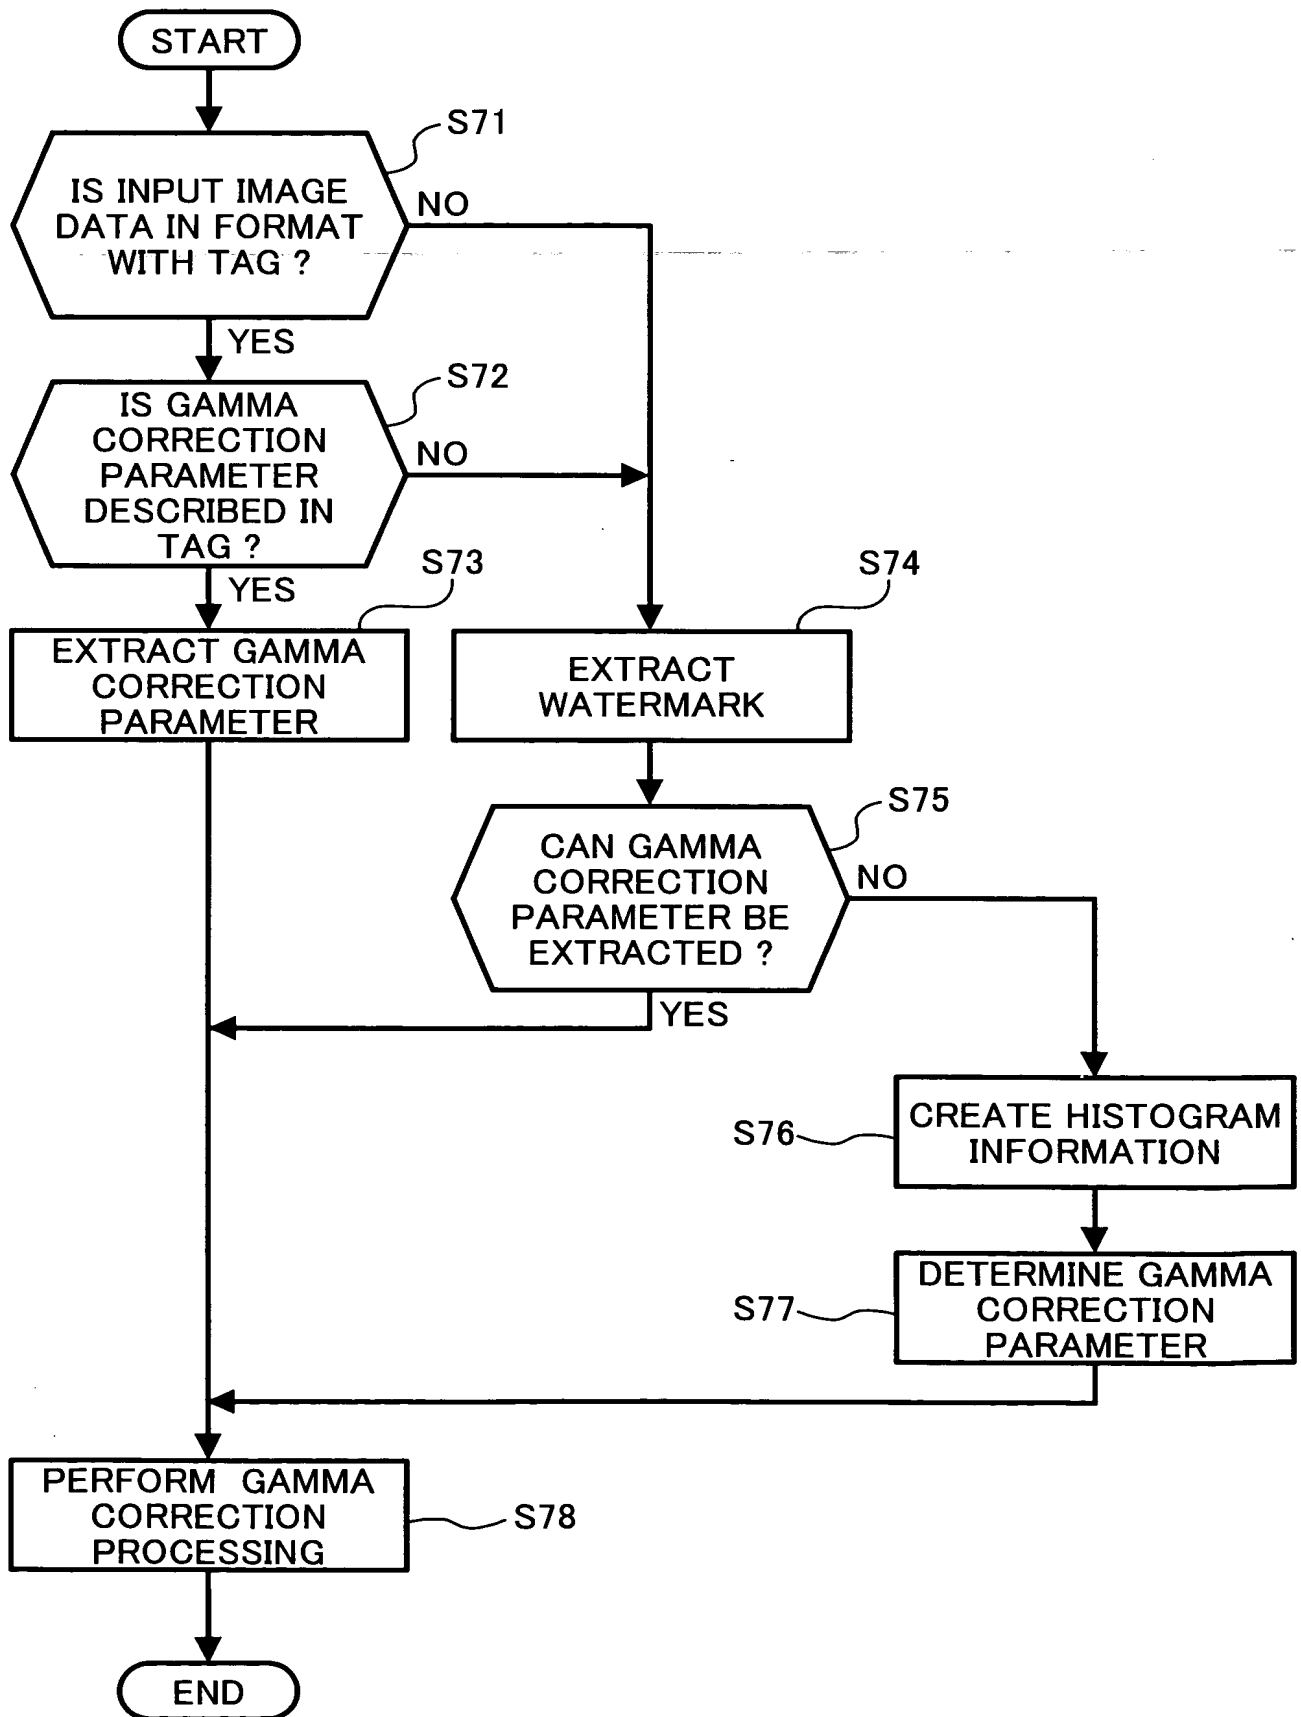 START
S71
IS INPUT IMAGE
DATA IN FORMAT
WITH TAG ?
NO
YES
S72
IS GAMMA
CORRECTION
PARAMETER
DESCRIBED IN
TAG ?
NO
YES
S73
EXTRACT GAMMA
CORRECTION
PARAMETER
S74
EXTRACT
WATERMARK
S75
CAN GAMMA
CORRECTION
PARAMETER BE
EXTRACTED ?
NO
YES
S76
CREATE HISTOGRAM
INFORMATION
S77
DETERMINE GAMMA
CORRECTION
PARAMETER
PERFORM GAMMA
CORRECTION
PROCESSING
S78
END